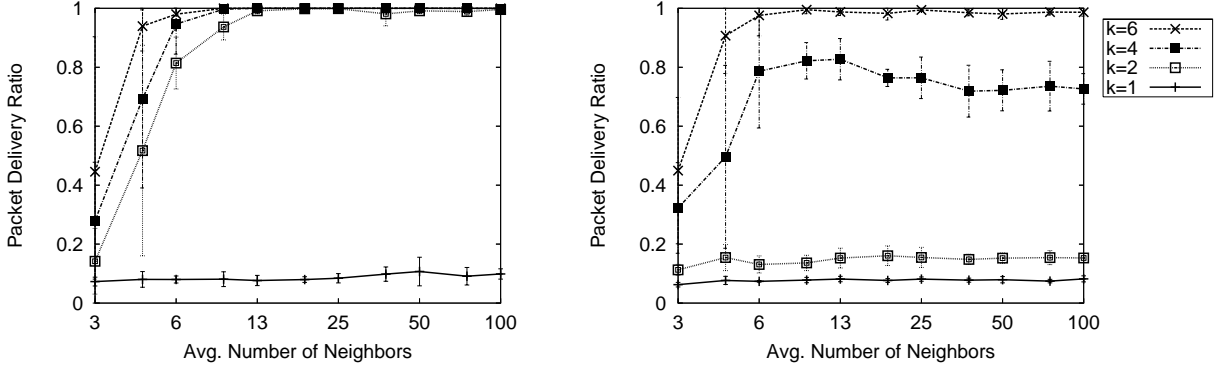 Packet Delivery Ratio
1
0.8
0.6
0.4
0.2
0
3 6 13 25 50 100
Avg. Number of Neighbors
Packet Delivery Ratio
1
0.8
0.6
0.4
0.2
0
3 6 13 25 50 100
Avg. Number of Neighbors
k=6
k=4
k=2
k=1